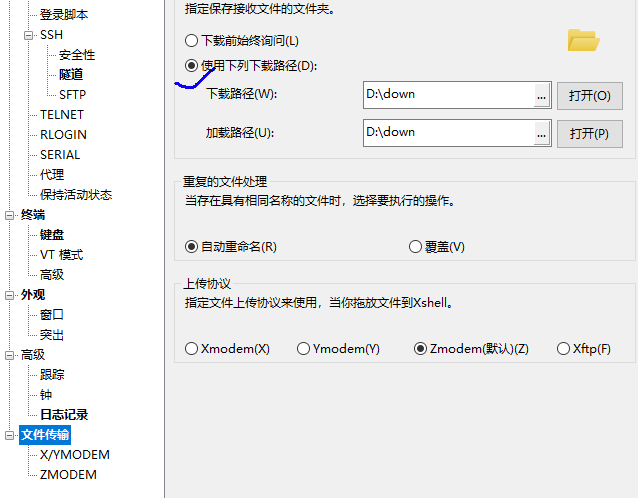 登录脚本
SSH
安全性
隧道
SFTP
TELNET
RLOGIN
SERIAL
代理
保持活动状态
终端
键盘
VT 模式
高级
外观
窗口
突出
高级
跟踪
钟
日志记录
文件传输
X/YMODEM
ZMODEM
指定保存接收文件的文件夹。
下载前始终询问(L)
使用下列下载路径(D):
下载路径(W): D:\down ... 打开(O)
加载路径(U): D:\down ... 打开(P)
重复的文件处理
当存在具有相同名称的文件时，选择要执行的操作。
自动重命名(R) 覆盖(V)
上传协议
指定文件上传协议来使用，当你拖放文件到Xshell。
Xmodem(X) Ymodem(Y) Zmodem(默认)(Z) Xftp(F)